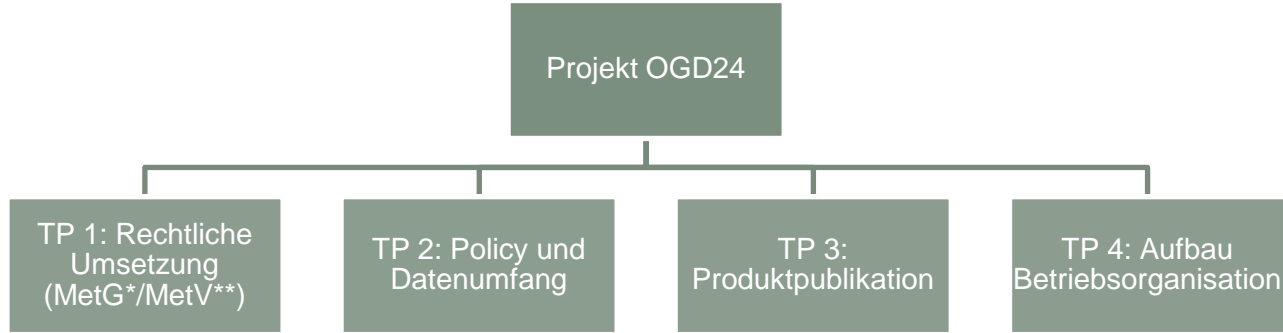 Projekt OGD24
TP 1: Rechtliche
Umsetzung
(MetG*/MetV**)
TP 2: Policy und
Datenumfang
TP 3:
Produktpublikation
TP 4: Aufbau
Betriebsorganisation